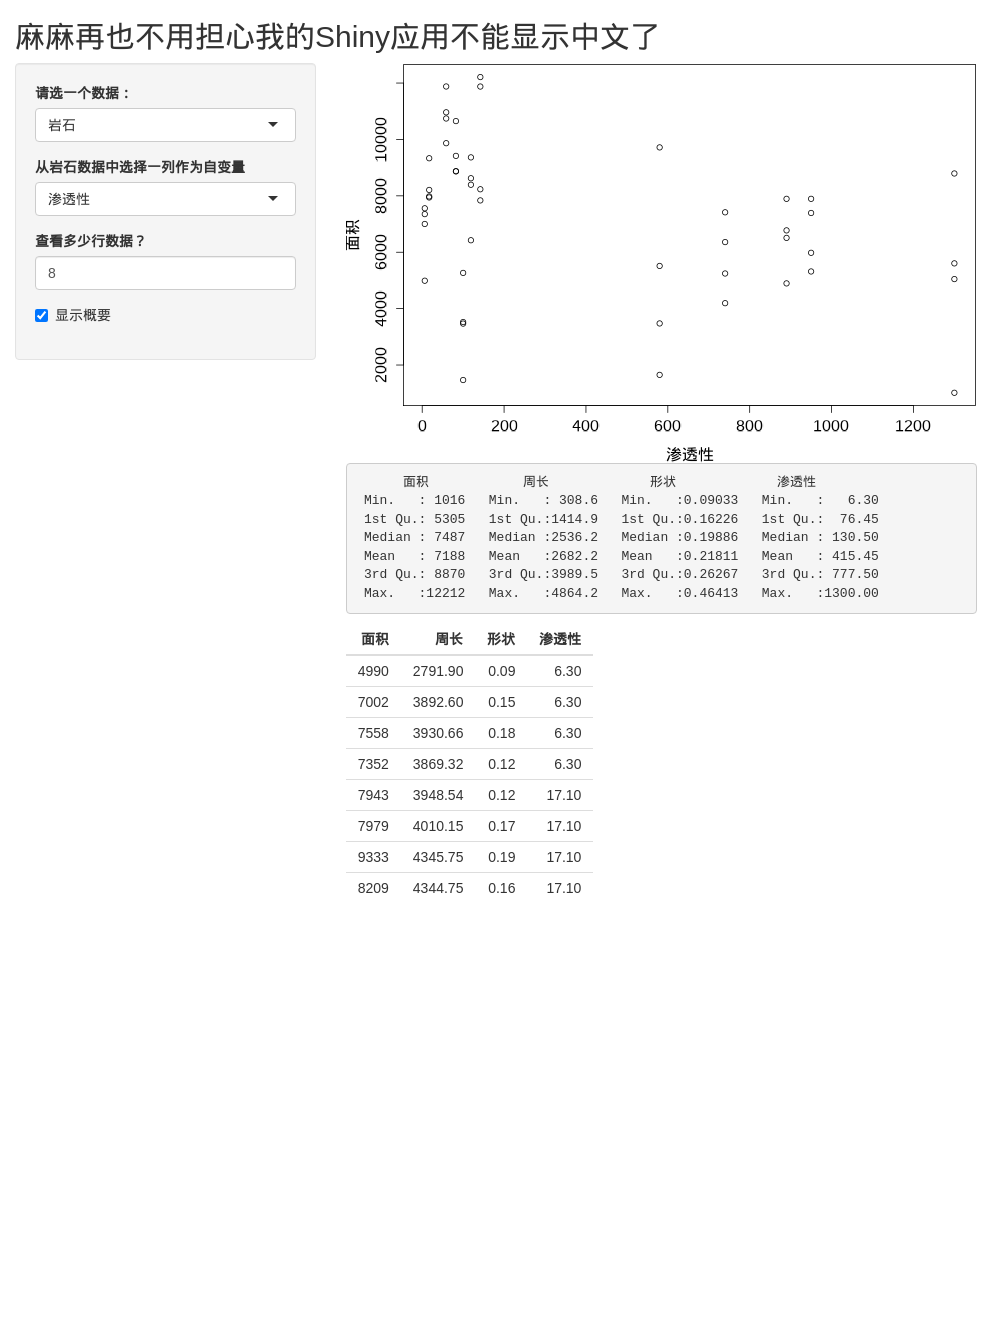 麻麻再也不用担心我的Shiny应用不能显示中文了
请选一个数据：
岩石
从岩石数据中选择一列作为自变量
渗透性
查看多少行数据？
8
显示概要
面积
10000
8000
6000
4000
2000
0 200 400 600 800 1000 1200
渗透性
面积 周长 形状 渗透性
Min. : 1016 Min. : 308.6 Min. :0.09033 Min. : 6.30
1st Qu.: 5305 1st Qu.:1414.9 1st Qu.:0.16226 1st Qu.: 76.45
Median : 7487 Median :2536.2 Median :0.19886 Median : 130.50
Mean : 7188 Mean :2682.2 Mean :0.21811 Mean : 415.45
3rd Qu.: 8870 3rd Qu.:3989.5 3rd Qu.:0.26267 3rd Qu.: 777.50
Max. :12212 Max. :4864.2 Max. :0.46413 Max. :1300.00
面积 周长 形状 渗透性
4990 2791.90 0.09 6.30
7002 3892.60 0.15 6.30
7558 3930.66 0.18 6.30
7352 3869.32 0.12 6.30
7943 3948.54 0.12 17.10
7979 4010.15 0.17 17.10
9333 4345.75 0.19 17.10
8209 4344.75 0.16 17.10